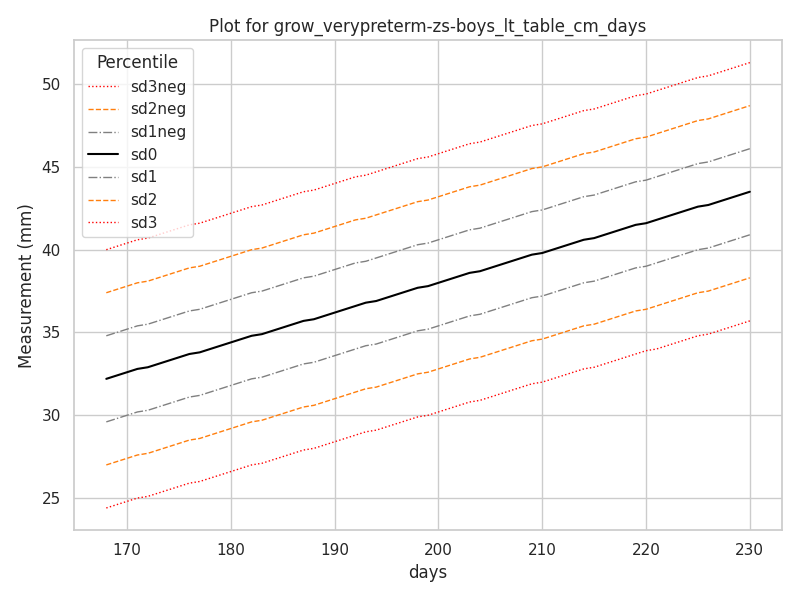 Plot for grow_verypreterm-zs-boys_lt_table_cm_days
Percentile
sd3neg
sd2neg
sd1neg
sd0
sd1
sd2
sd3
Measurement (mm)
50
45
40
35
30
25
170 180 190 200 210 220 230
days